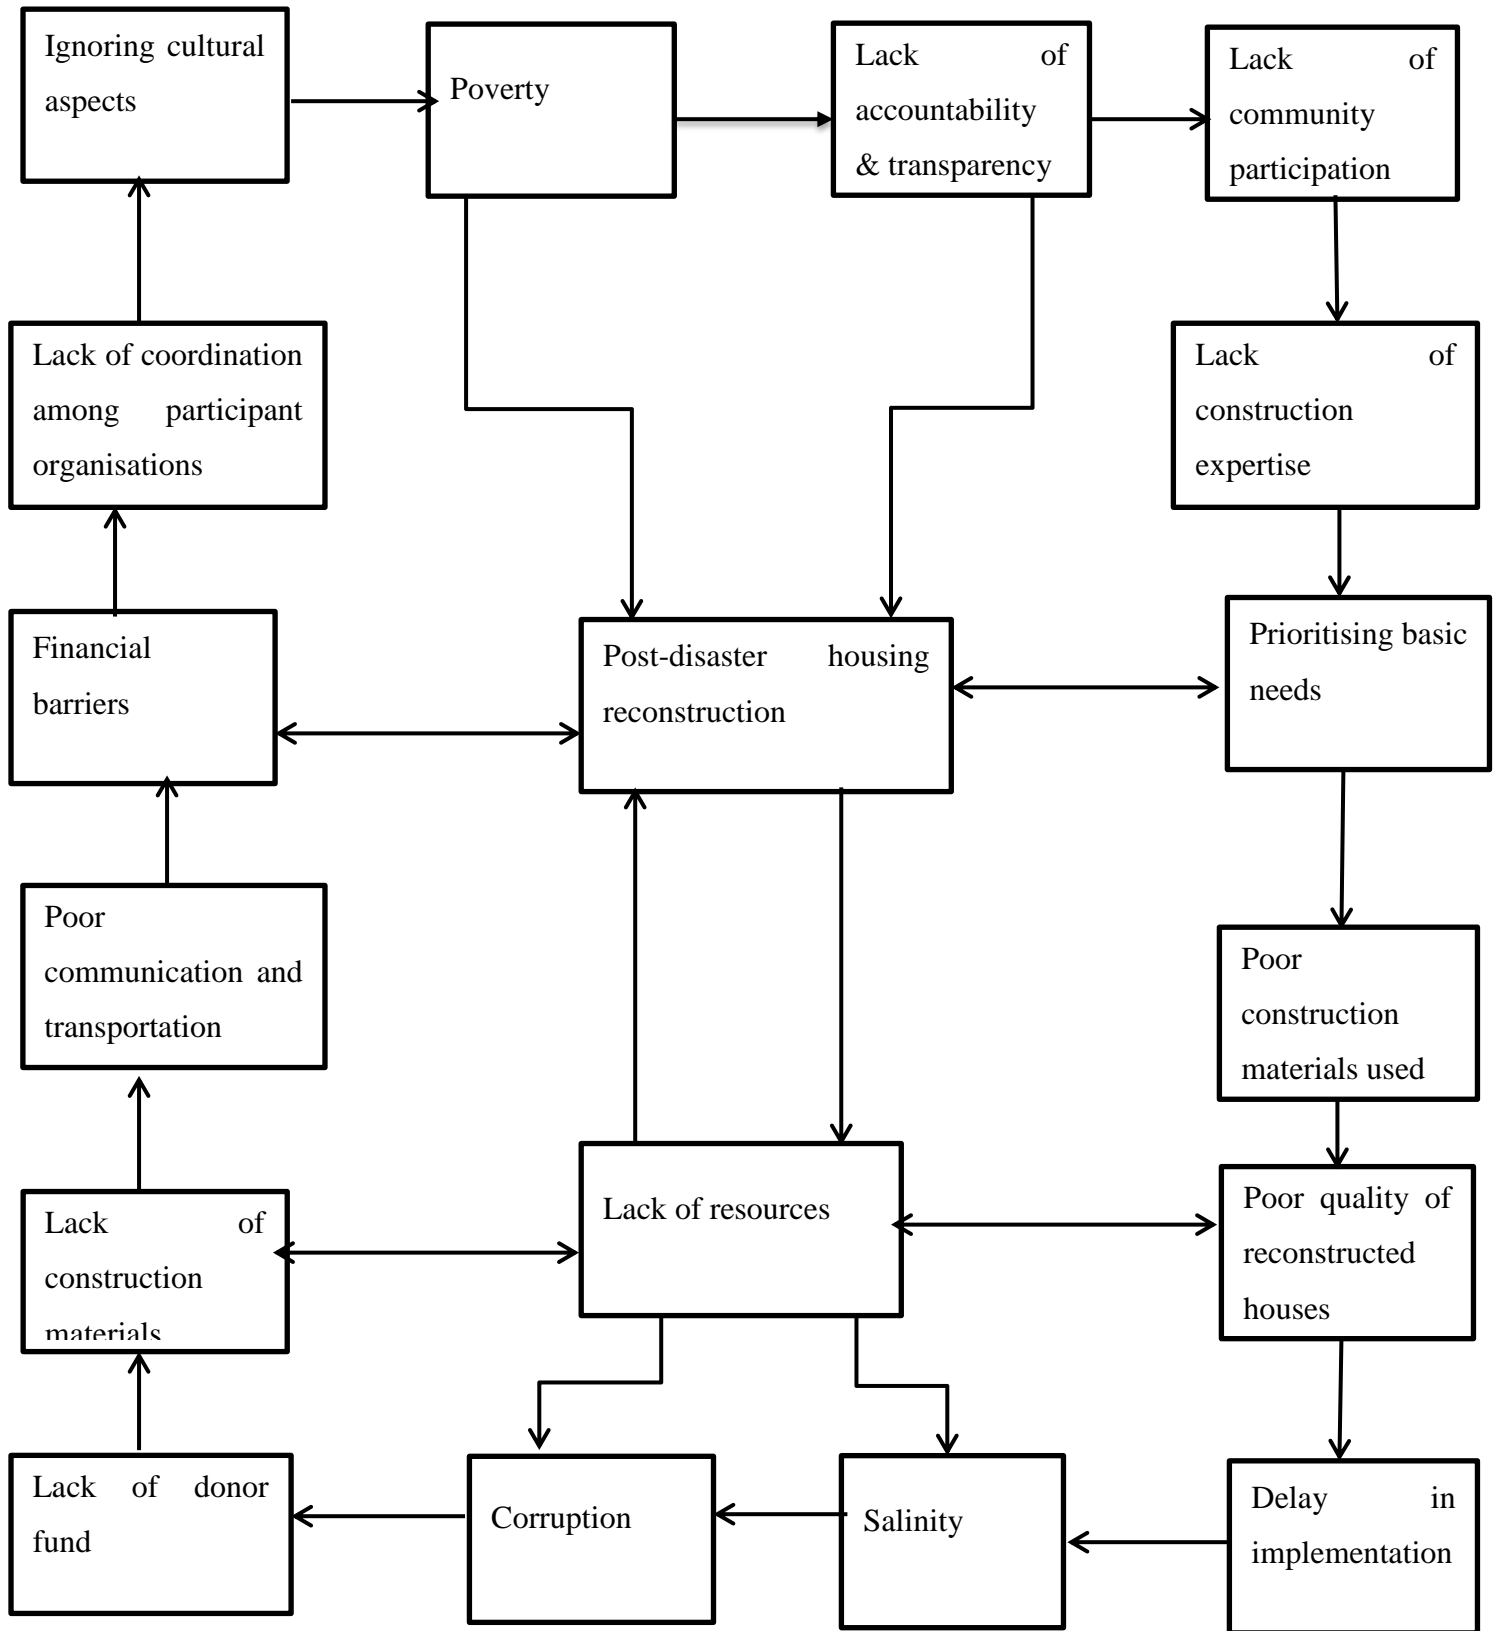 Ignoring cultural
aspects
Poverty
Lack of
accountability
& transparency
Lack of
community
participation
Lack of coordination
among participant
organisations
Lack of
construction
expertise
Financial
barriers
Post-disaster housing
reconstruction
Prioritising basic
needs
Poor
communication and
transportation
Poor
construction
materials used
Lack of
construction
materials
Lack of resources
Poor quality of
reconstructed
houses
Lack of donor
fund
Corruption
Salinity
Delay in
implementation